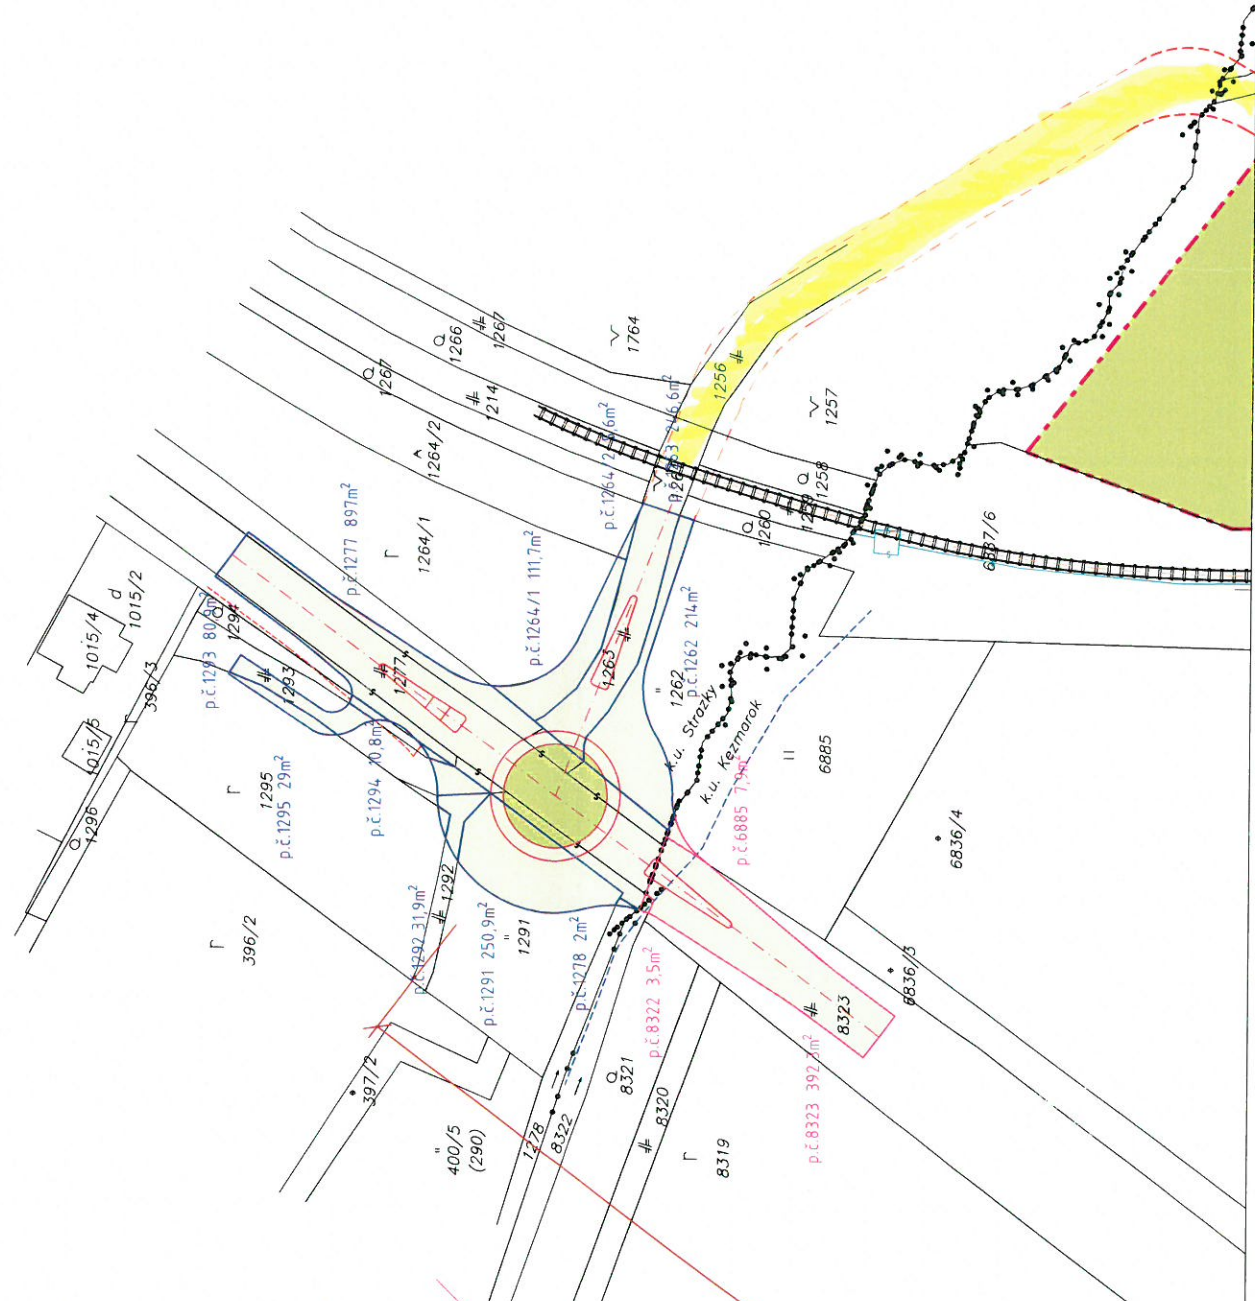 1015/4
d
1015/2
396/3
1015/5
Q
1296
Г
1295
p.č.1295 29m²
p.č.1293 80,9m²
Q
1294
1293
1277
p.č.1277 897m²
p.č.1294 10,8m²
Г
1264/1
1264/2
Q
1267
1214
Q
1266
1267
1764
1256
1257
p.č.1264/1 111,7m²
1263
1262
p.č.1262 214m²
Q
1260
1259
Q
1258
6837/6
k.u. Strazky
k.u. Kezmarok
p.č.6885 7,9m²
6885
6836/4
6836/3
Г
396/2
p.č.1292 31,9m²
1292
p.č.1291 250,9m²
1291
p.č.1278 2m²
p.č.8322 3,5m²
8323
p.č.8323 392,3m²
397/2
400/5
(290)
1278
8322
Q
8321
8320
Г
8319